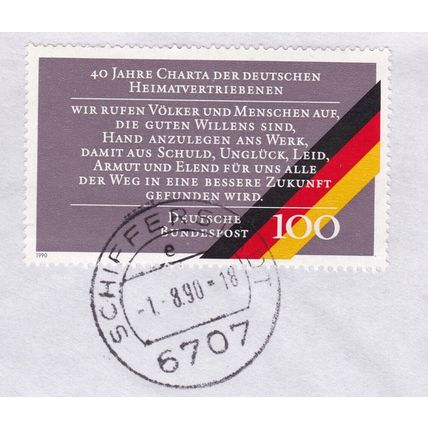 40 JAHRE CHARTA DER DEUTSCHEN
HEIMATVERTRIEBENEN
WIR RUFEN VÖLKER UND MENSCHEN AUF,
DIE GUTEN WILLENS SIND,
HAND ANZULEGEN ANS WERK,
DAMIT AUS SCHULD, UNGLÜCK, LEID,
ARMUT UND ELEND FÜR UNS ALLE
DER WEG IN EINE BESSERE ZUKUNFT
GEFUNDEN WIRD.
DEUTSCHE
BUNDESPOST
100
1990
e
-1.-8.90-18
6707